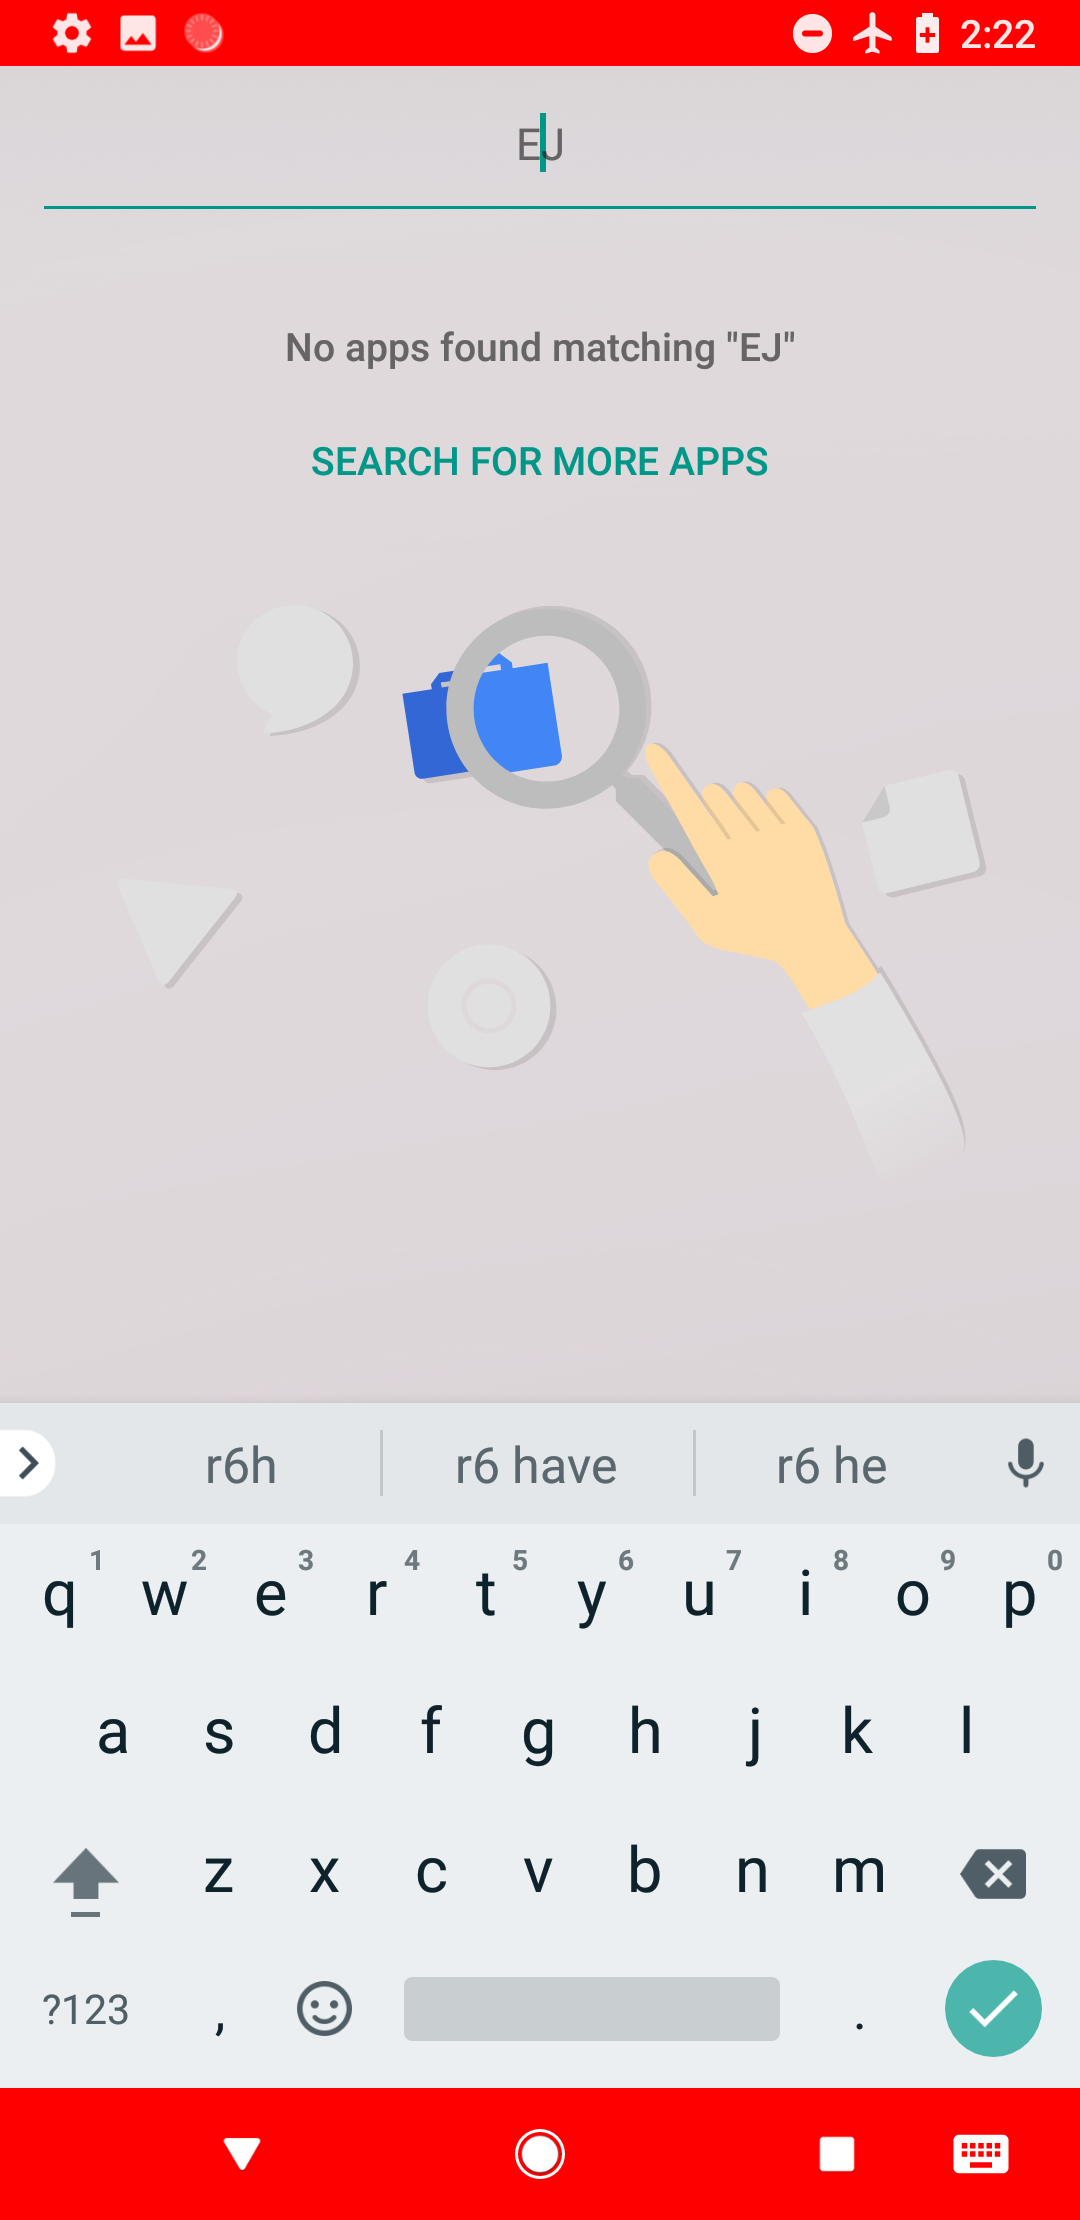 2:22
EJ
No apps found matching "EJ"
SEARCH FOR MORE APPS
r6h r6 have r6 he
1 2 3 4 5 6 7 8 9 0
q w e r t y u i o p
a s d f g h j k l
z x c v b n m
?123 , .